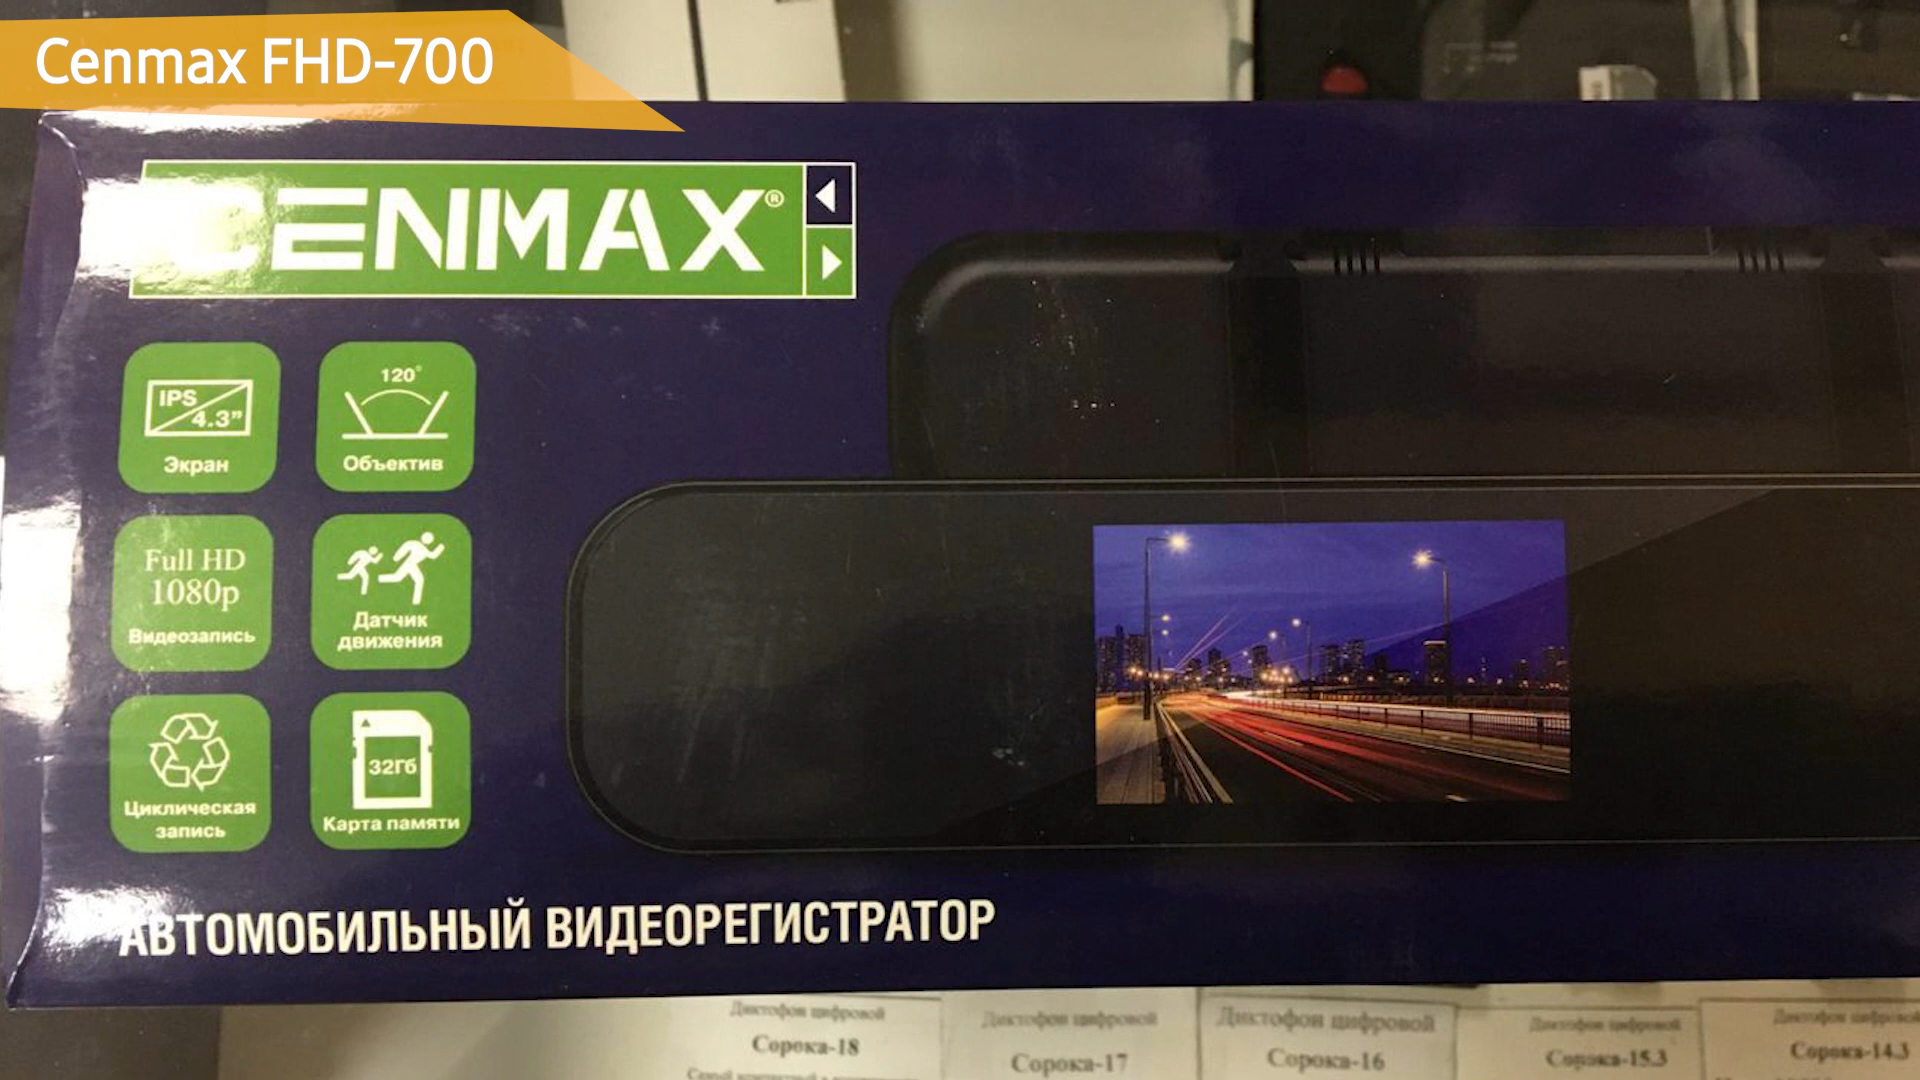 Cenmax FHD-700
CENMAX®
IPS
4.3”
Экран
120°
Объектив
Full HD
1080p
Видеозапись
Датчик
движения
Циклическая
запись
32Гб
Карта памяти
АВТОМОБИЛЬНЫЙ ВИДЕОРЕГИСТРАТОР
Диктофон цифровой
Сорока-18
Диктофон цифровой
Сорока-17
Диктофон цифровой
Сорока-16
Диктофон цифровой
Сорока-15.3
Диктофон цифровой
Сорока-14.3